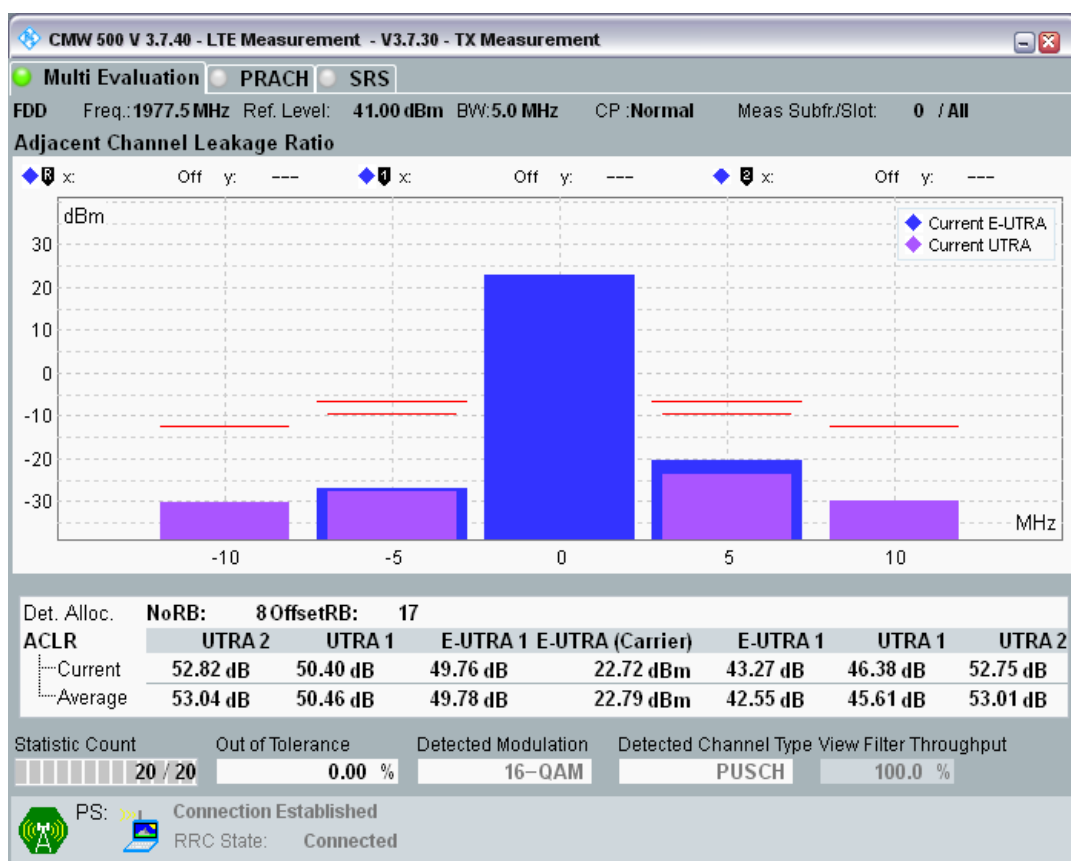 CMW 500 V 3.7.40 - LTE Measurement - V3.7.30 - TX Measurement
Multi Evaluation PRACH SRS
FDD Freq.: 1977.5 MHz Ref. Level: 41.00 dBm BW: 5.0 MHz CP : Normal Meas Subfr./Slot: 0 / All
Adjacent Channel Leakage Ratio
R x: Off y: --- 1 x: Off y: --- 2 x: Off y: ---
dBm
Current E-UTRA
Current UTRA
30
20
10
0
-10
-20
-30
MHz
-10 -5 0 5 10
Det. Alloc. NoRB: 8 OffsetRB: 17
ACLR UTRA 2 UTRA 1 E-UTRA 1 E-UTRA (Carrier) E-UTRA 1 UTRA 1 UTRA 2
Current 52.82 dB 50.40 dB 49.76 dB 22.72 dBm 43.27 dB 46.38 dB 52.75 dB
Average 53.04 dB 50.46 dB 49.78 dB 22.79 dBm 42.55 dB 45.61 dB 53.01 dB
Statistic Count Out of Tolerance Detected Modulation Detected Channel Type View Filter Throughput
20 / 20 0.00 % 16-QAM PUSCH 100.0 %
PS: Connection Established
RRC State: Connected